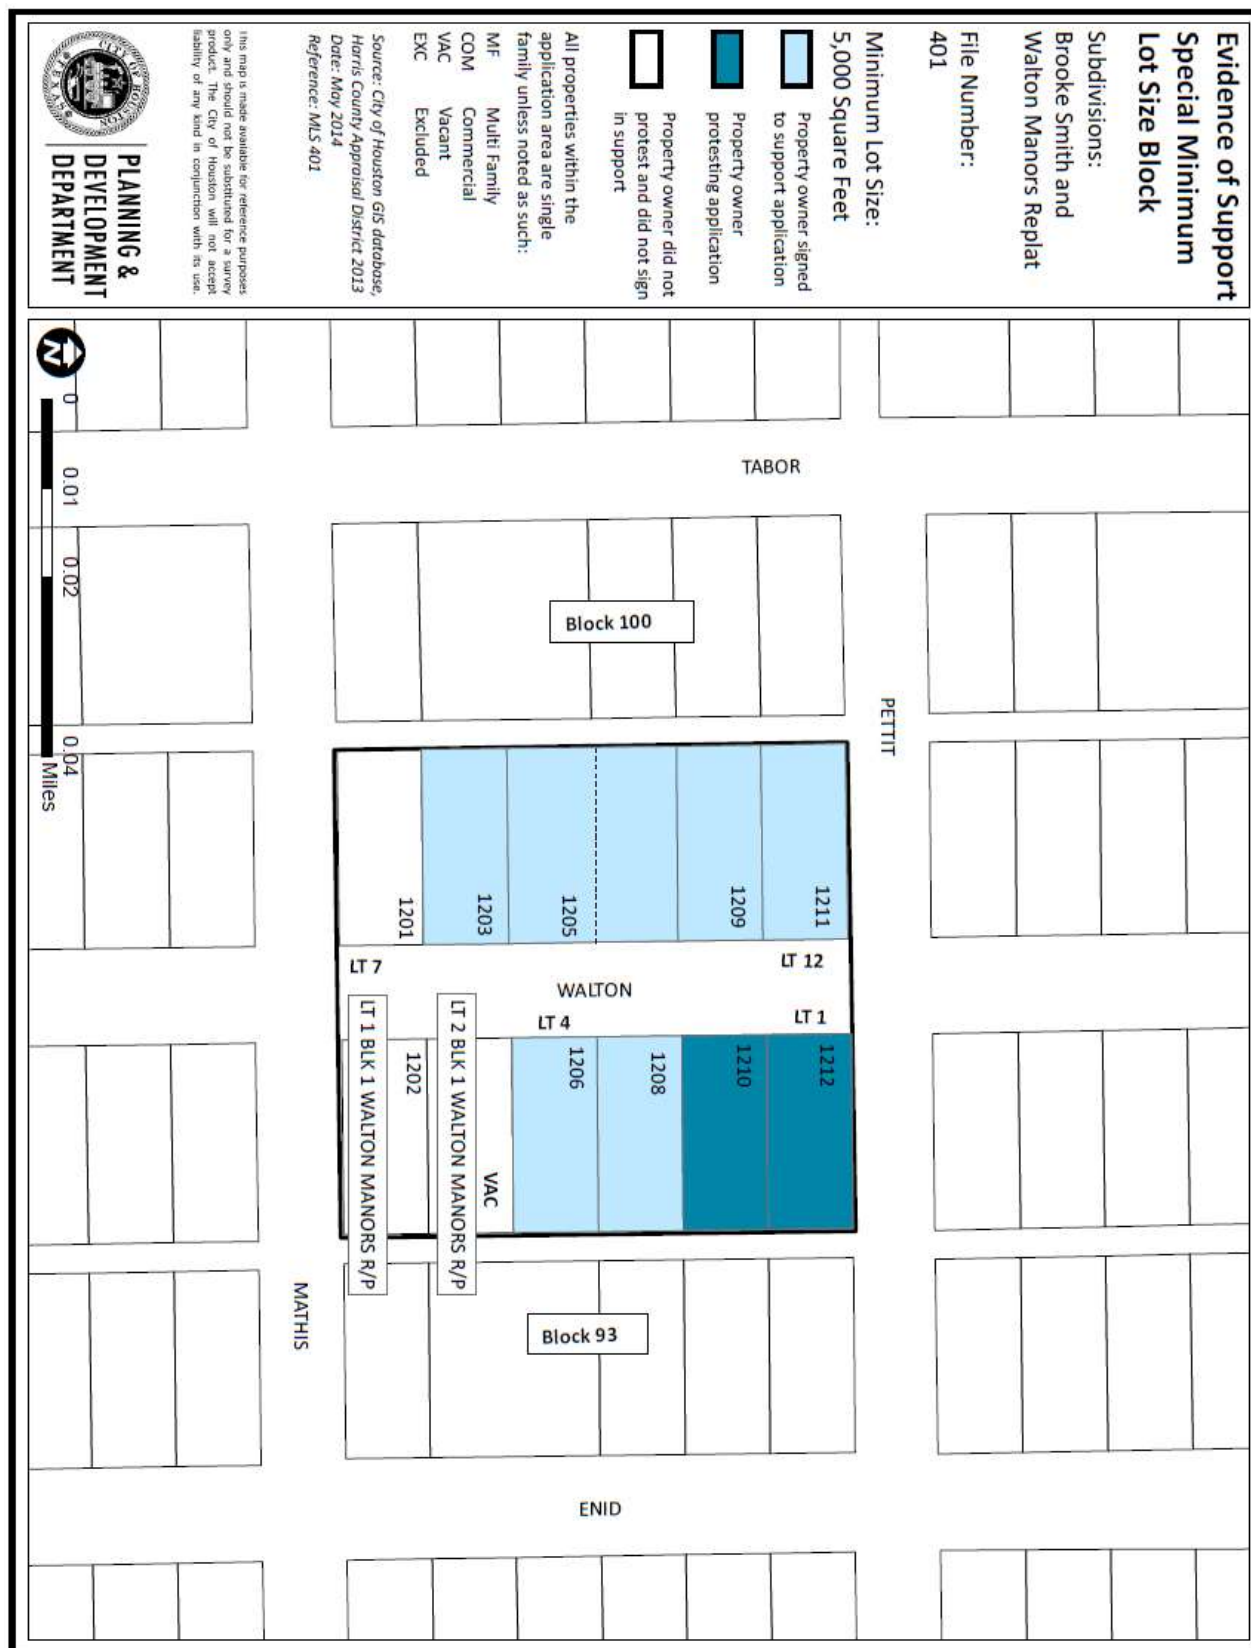 Evidence of Support
Special Minimum
Lot Size Block
Subdivisions:
Brooke Smith and
Walton Manors Replat
File Number:
401
Minimum Lot Size:
5,000 Square Feet
Property owner signed
to support application
Property owner
protesting application
Property owner did not
protest and did not sign
in support
All properties within the
application area are single
family unless noted as such:
MF Multi Family
COM Commercial
VAC Vacant
EXC Excluded
Source: City of Houston GIS database,
Harris County Appraisal District 2013
Date: May 2014
Reference: MLS 401
This map is made available for reference purposes
only and should not be substituted for a survey
product. The City of Houston will not accept
liability of any kind in conjunction with its use.
CITY OF HOUSTON
TEXAS
PLANNING &
DEVELOPMENT
DEPARTMENT
TABOR
PETTIT
Block 100
1211
1209
1205
1203
1201
LT 12
LT 7
WALTON
LT 1
LT 4
1212
1210
1208
1206
VAC
1202
LT 2 BLK 1 WALTON MANORS R/P
LT 1 BLK 1 WALTON MANORS R/P
MATHIS
Block 93
ENID
N
0 0.01 0.02 0.04
Miles